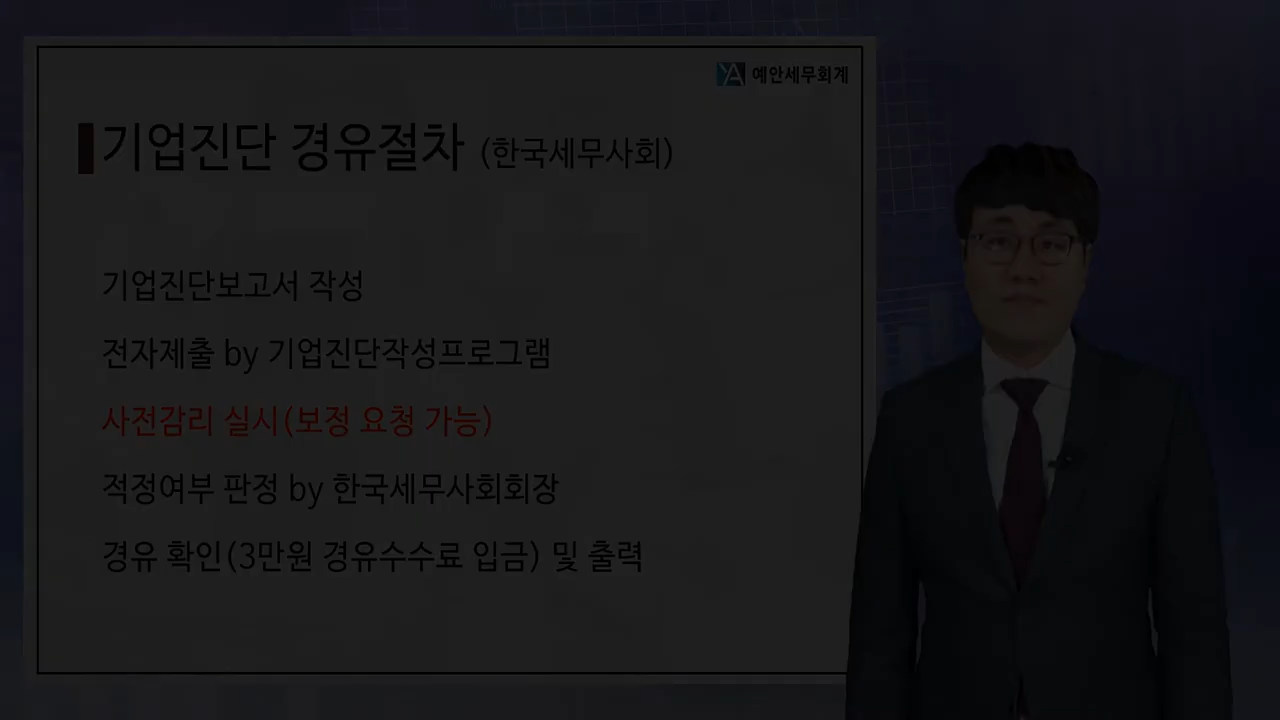 예안세무회계
기업진단 경유절차 (한국세무사회)
기업진단보고서 작성
전자제출 by 기업진단작성프로그램
사전감리 실시(보정 요청 가능)
적정여부 판정 by 한국세무사회회장
경유 확인(3만원 경유수수료 입금) 및 출력